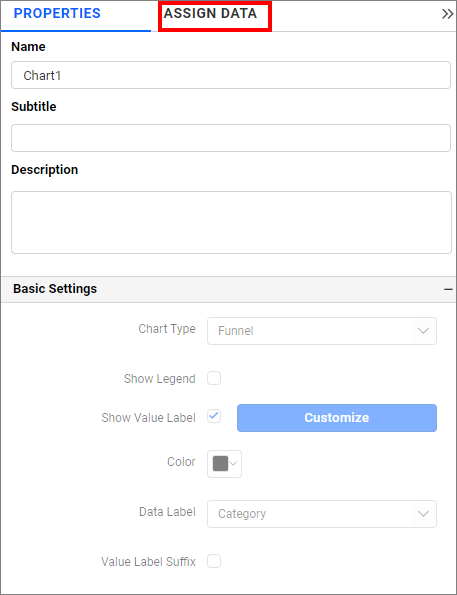 PROPERTIES ASSIGN DATA
Name
Chart1
Subtitle
Description
Basic Settings
Chart Type Funnel
Show Legend
Show Value Label Customize
Color
Data Label Category
Value Label Suffix